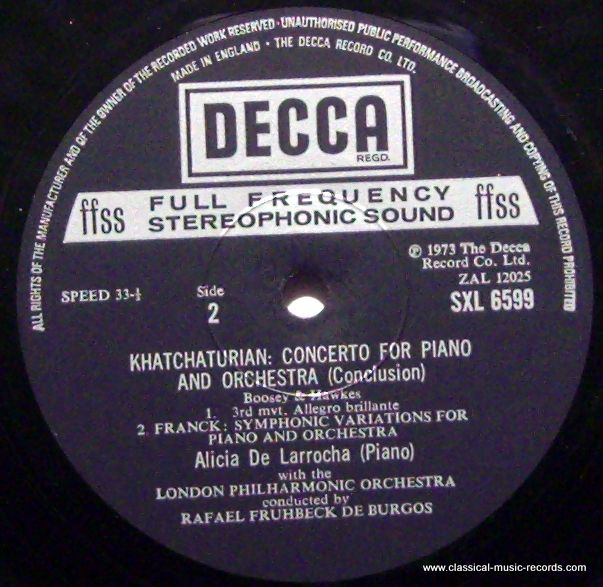 ALL RIGHTS OF THE MANUFACTURER AND OF THE OWNER OF THE RECORDED WORK RESERVED · UNAUTHORISED PUBLIC PERFORMANCE BROADCASTING AND COPYING OF THIS RECORD PROHIBITED
MADE IN ENGLAND · THE DECCA RECORD CO. LTD.
DECCA
REGD.
ffss FULL FREQUENCY STEREOPHONIC SOUND ffss
℗ 1973 The Decca
Record Co. Ltd.
ZAL 12025
SPEED 33-⅓
Side
2
SXL 6599
KHATCHATURIAN: CONCERTO FOR PIANO
AND ORCHESTRA (Conclusion)
Boosey & Hawkes
1. 3rd mvt. Allegro brillante
2. FRANCK: SYMPHONIC VARIATIONS FOR
PIANO AND ORCHESTRA
Alicia De Larrocha (Piano)
with the
LONDON PHILHARMONIC ORCHESTRA
conducted by
RAFAEL FRUHBECK DE BURGOS
www.classical-music-records.com